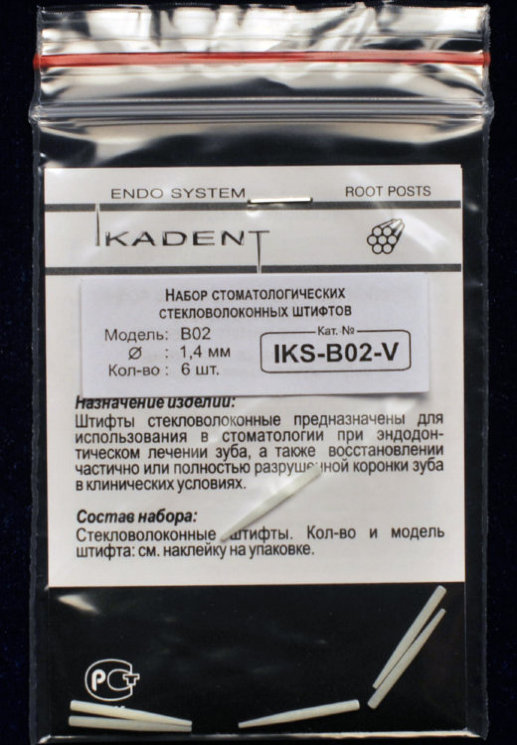 ENDO SYSTEM ROOT POSTS
IKADENT
НАБОР СТОМАТОЛОГИЧЕСКИХ
СТЕКЛОВОЛОКОННЫХ ШТИФТОВ
Модель: B02
Ø : 1,4 мм
Кол-во : 6 шт.
Кат. №
IKS-B02-V
Назначение изделий:
Штифты стекловолоконные предназначены для
использования в стоматологии при эндодон-
тическом лечении зуба, а также восстановлении
частично или полностью разрушенной коронки зуба
в клинических условиях.
Состав набора:
Стекловолоконные штифты. Кол-во и модель
штифта: см. наклейку на упаковке.
РСТ